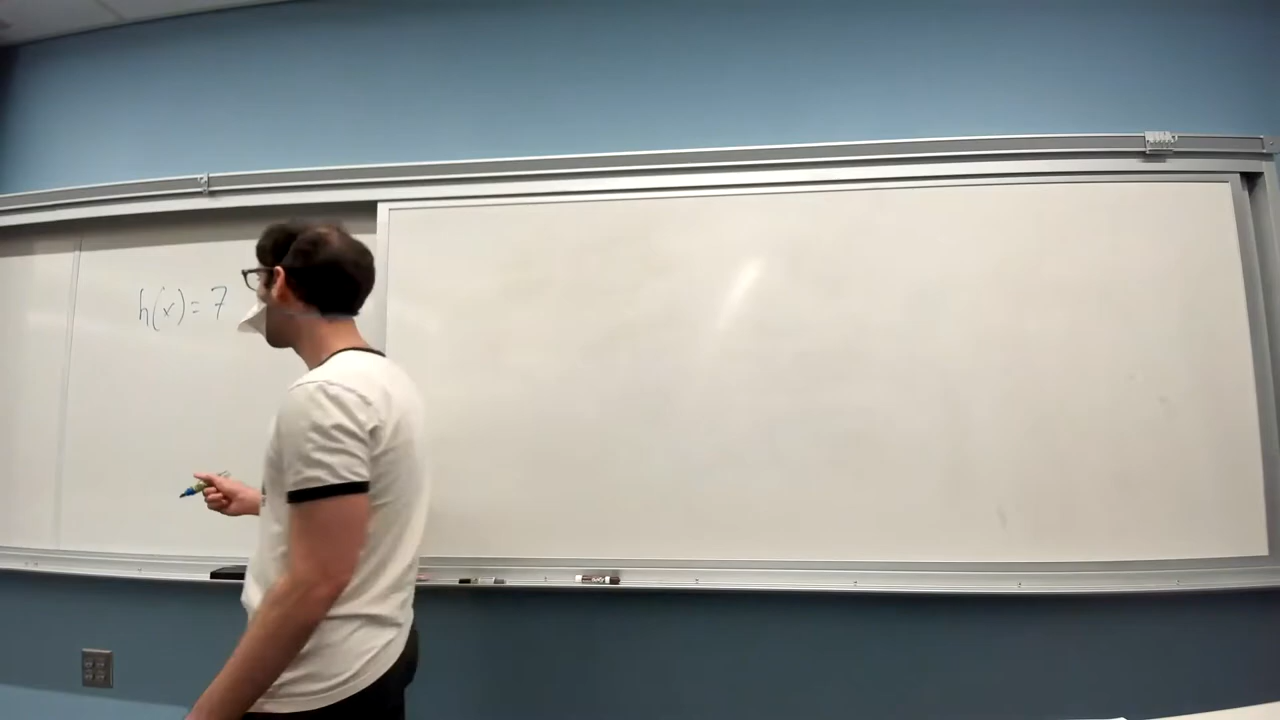 h(x) = 7